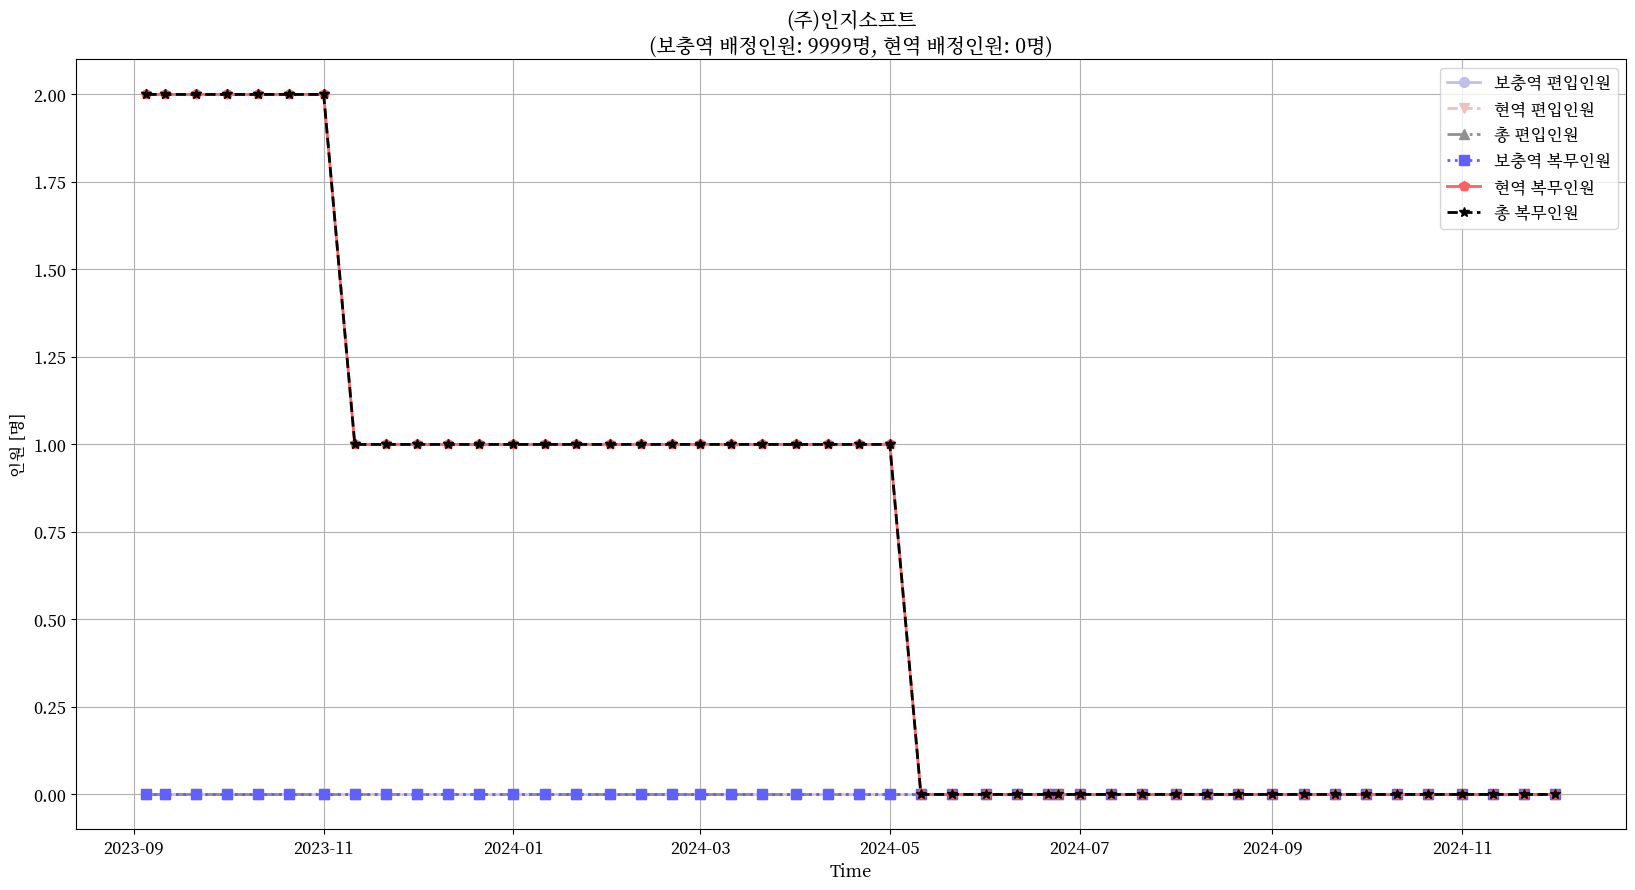 (주)인지소프트
(보충역 배정인원: 9999명, 현역 배정인원: 0명)
보충역 편입인원
현역 편입인원
총 편입인원
보충역 복무인원
현역 복무인원
총 복무인원
인원 [명]
2.00
1.75
1.50
1.25
1.00
0.75
0.50
0.25
0.00
2023-09
2023-11
2024-01
2024-03
2024-05
2024-07
2024-09
2024-11
Time